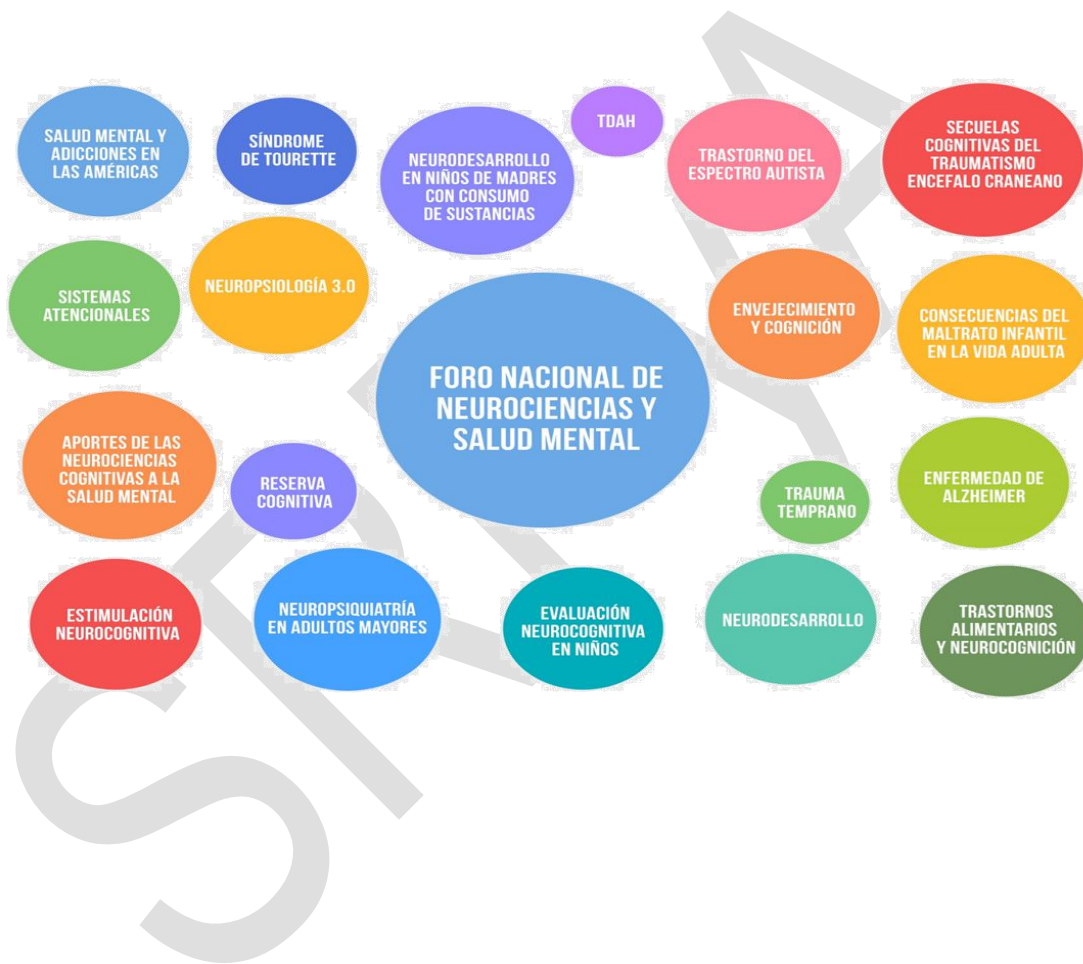 SALUD MENTAL Y
ADICCIONES EN
LAS AMÉRICAS
SÍNDROME
DE TOURETTE
NEURODESARROLLO
EN NIÑOS DE MADRES
CON CONSUMO
DE SUSTANCIAS
TDAH
TRASTORNO DEL
ESPECTRO AUTISTA
SECUELAS
COGNITIVAS DEL
TRAUMATISMO
ENCEFALO CRANEANO
SISTEMAS
ATENCIONALES
NEUROPSIOLOGÍA 3.0
FORO NACIONAL DE
NEUROCIENCIAS Y
SALUD MENTAL
ENVEJECIMIENTO
Y COGNICIÓN
CONSECUENCIAS DEL
MALTRATO INFANTIL
EN LA VIDA ADULTA
APORTES DE LAS
NEUROCIENCIAS
COGNITIVAS A LA
SALUD MENTAL
RESERVA
COGNITIVA
TRAUMA
TEMPRANO
ENFERMEDAD DE
ALZHEIMER
ESTIMULACIÓN
NEUROCOGNITIVA
NEUROPSIQUIATRÍA
EN ADULTOS MAYORES
EVALUACIÓN
NEUROCOGNITIVA
EN NIÑOS
NEURODESARROLLO
TRASTORNOS
ALIMENTARIOS
Y NEUROCOGNICIÓN